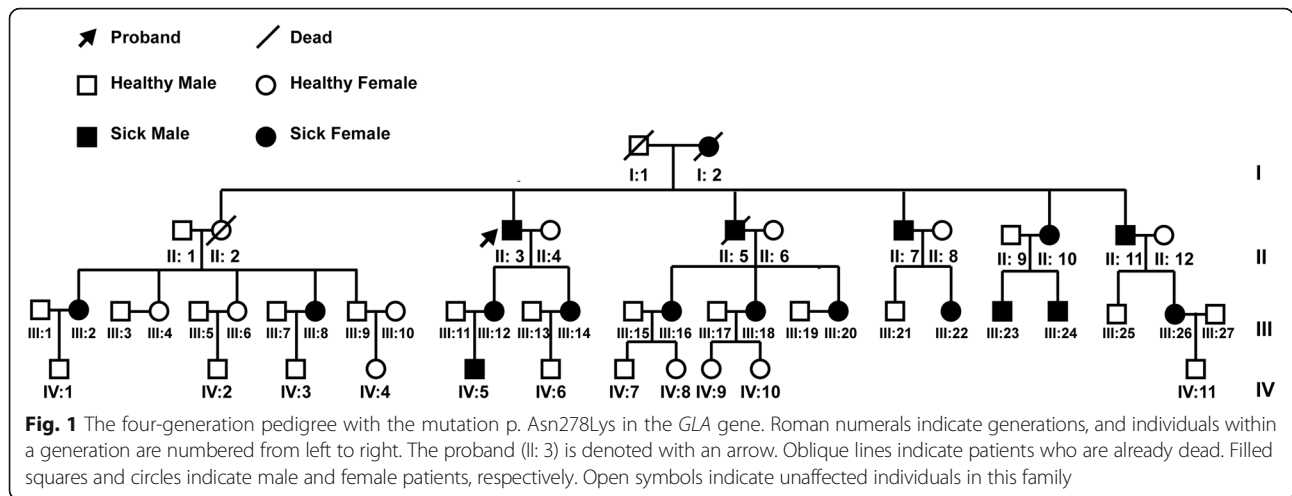 Proband Dead
Healthy Male Healthy Female
Sick Male Sick Female
I:1 I: 2 I
II: 1 II: 2 II: 3 II:4 II: 5 II: 6 II: 7 II: 8 II: 9 II: 10 II: 11 II: 12 II
III:1 III:2 III:3 III:4 III:5 III:6 III:7 III:8 III:9 III:10 III:11 III:12 III:13 III:14 III:15 III:16 III:17 III:18 III:19 III:20 III:21 III:22 III:23 III:24 III:25 III:26 III:27 III
IV:1 IV:2 IV:3 IV:4 IV:5 IV:6 IV:7 IV:8 IV:9 IV:10 IV:11 IV
Fig. 1 The four-generation pedigree with the mutation p. Asn278Lys in the GLA gene. Roman numerals indicate generations, and individuals within
a generation are numbered from left to right. The proband (II: 3) is denoted with an arrow. Oblique lines indicate patients who are already dead. Filled
squares and circles indicate male and female patients, respectively. Open symbols indicate unaffected individuals in this family